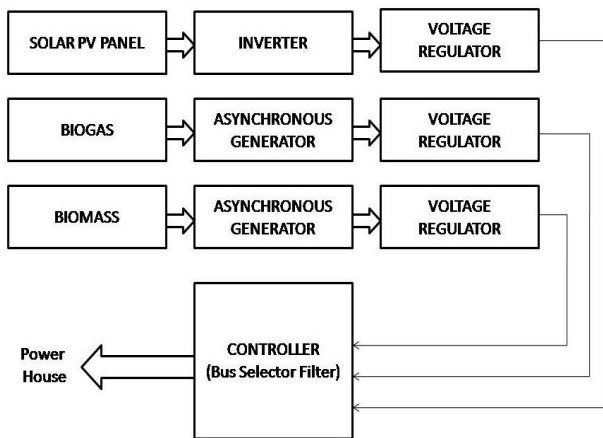 SOLAR PV PANEL
INVERTER
VOLTAGE
REGULATOR
BIOGAS
ASYNCHRONOUS
GENERATOR
VOLTAGE
REGULATOR
BIOMASS
ASYNCHRONOUS
GENERATOR
VOLTAGE
REGULATOR
Power
House
CONTROLLER
(Bus Selector Filter)